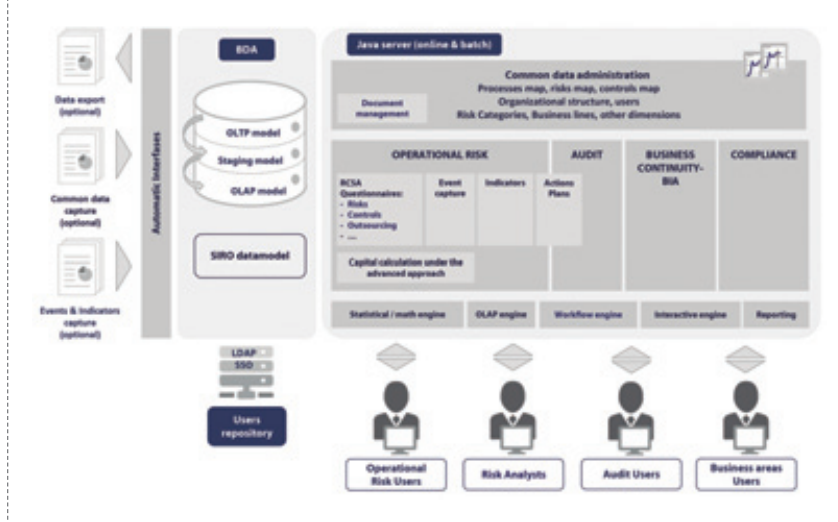 Data export
(optional)
Common data
capture
(optional)
Events & Indicators
capture
(optional)
Automatic Interfaces
BDA
OLTP model
Staging model
OLAP model
SIRO datamodel
LDAP
SSO
Users
repository
Java server (online & batch)
Common data administration
Processes map, risks map, controls map
Organizational structure, users
Risk Categories, Business lines, other dimensions
Document
management
OPERATIONAL RISK
RCSA
Questionnaires:
- Risks
- Controls
- Outsourcing
- ...
Event
capture
Indicators
Actions
Plans
Capital calculation under the
advanced approach
AUDIT
BUSINESS
CONTINUITY-
BIA
COMPLIANCE
Statistical / math engine
OLAP engine
Workflow engine
Interactive engine
Reporting
Operational
Risk Users
Risk Analysts
Audit Users
Business areas
Users